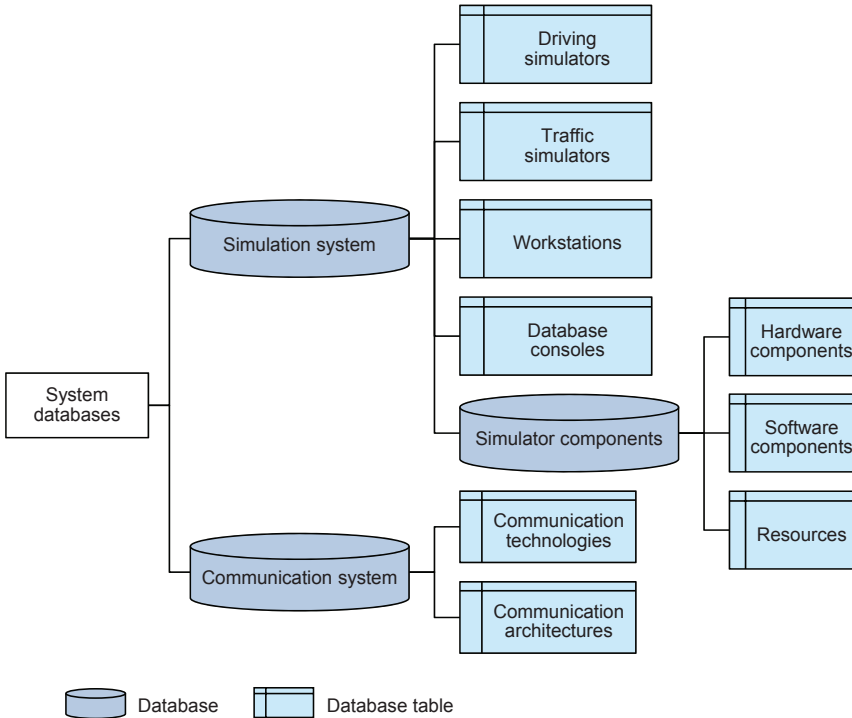 Driving
simulators
Traffic
simulators
Simulation system
Workstations
Database
consoles
Hardware
components
System
databases
Simulator components
Software
components
Communication
technologies
Resources
Communication system
Communication
architectures
Database
Database table